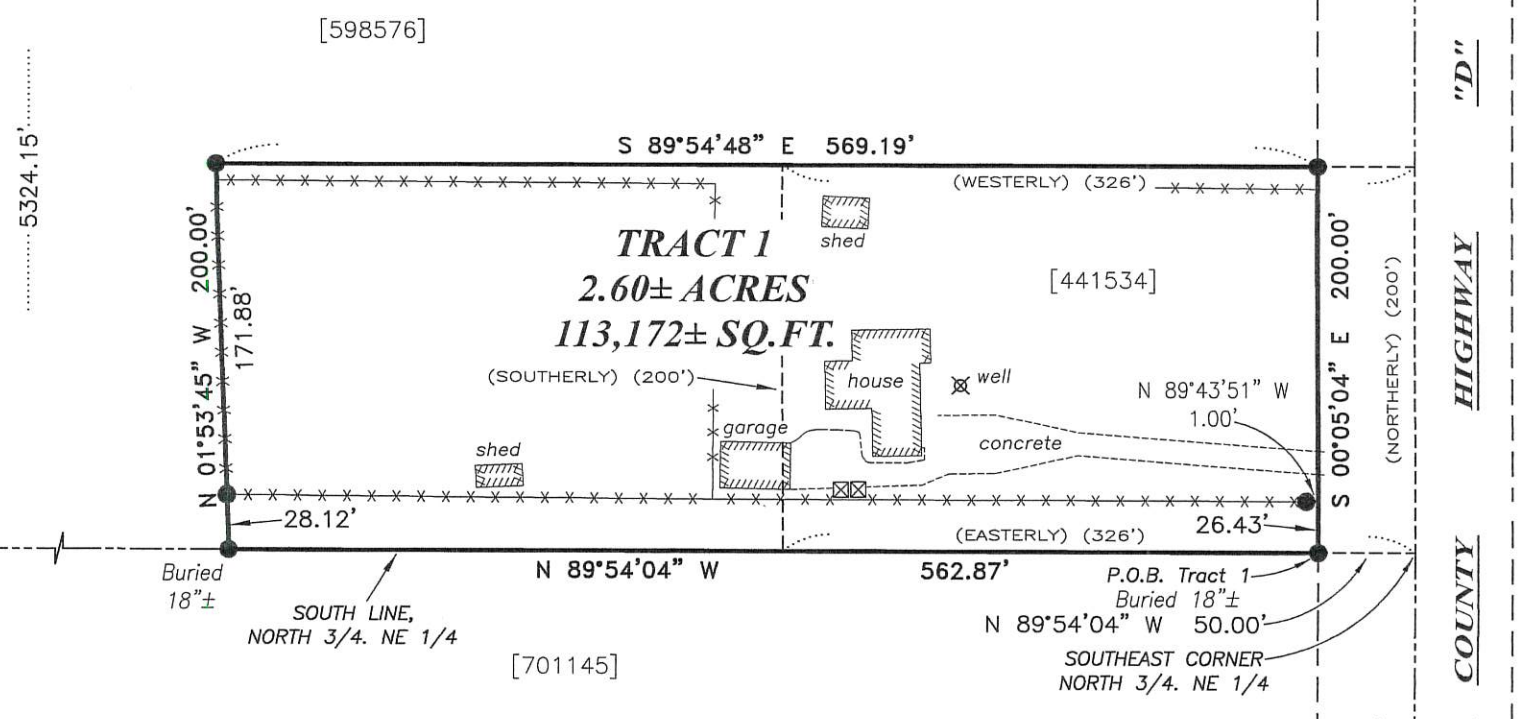 [598576]
"D"
5324.15'
S 89°54'48" E 569.19'
(WESTERLY) (326')
shed
TRACT 1
2.60± ACRES
113,172± SQ.FT.
[441534]
N 01°53'45" W 200.00'
171.88'
S 00°05'04" E 200.00'
(NORTHERLY) (200')
HIGHWAY
(SOUTHERLY) (200')
house
well
N 89°43'51" W
1.00'
garage
concrete
shed
28.12'
(EASTERLY) (326')
26.43'
N 89°54'04" W 562.87'
Buried
18"±
P.O.B. Tract 1
Buried 18"±
N 89°54'04" W 50.00'
COUNTY
SOUTH LINE,
NORTH 3/4. NE 1/4
[701145]
SOUTHEAST CORNER
NORTH 3/4. NE 1/4